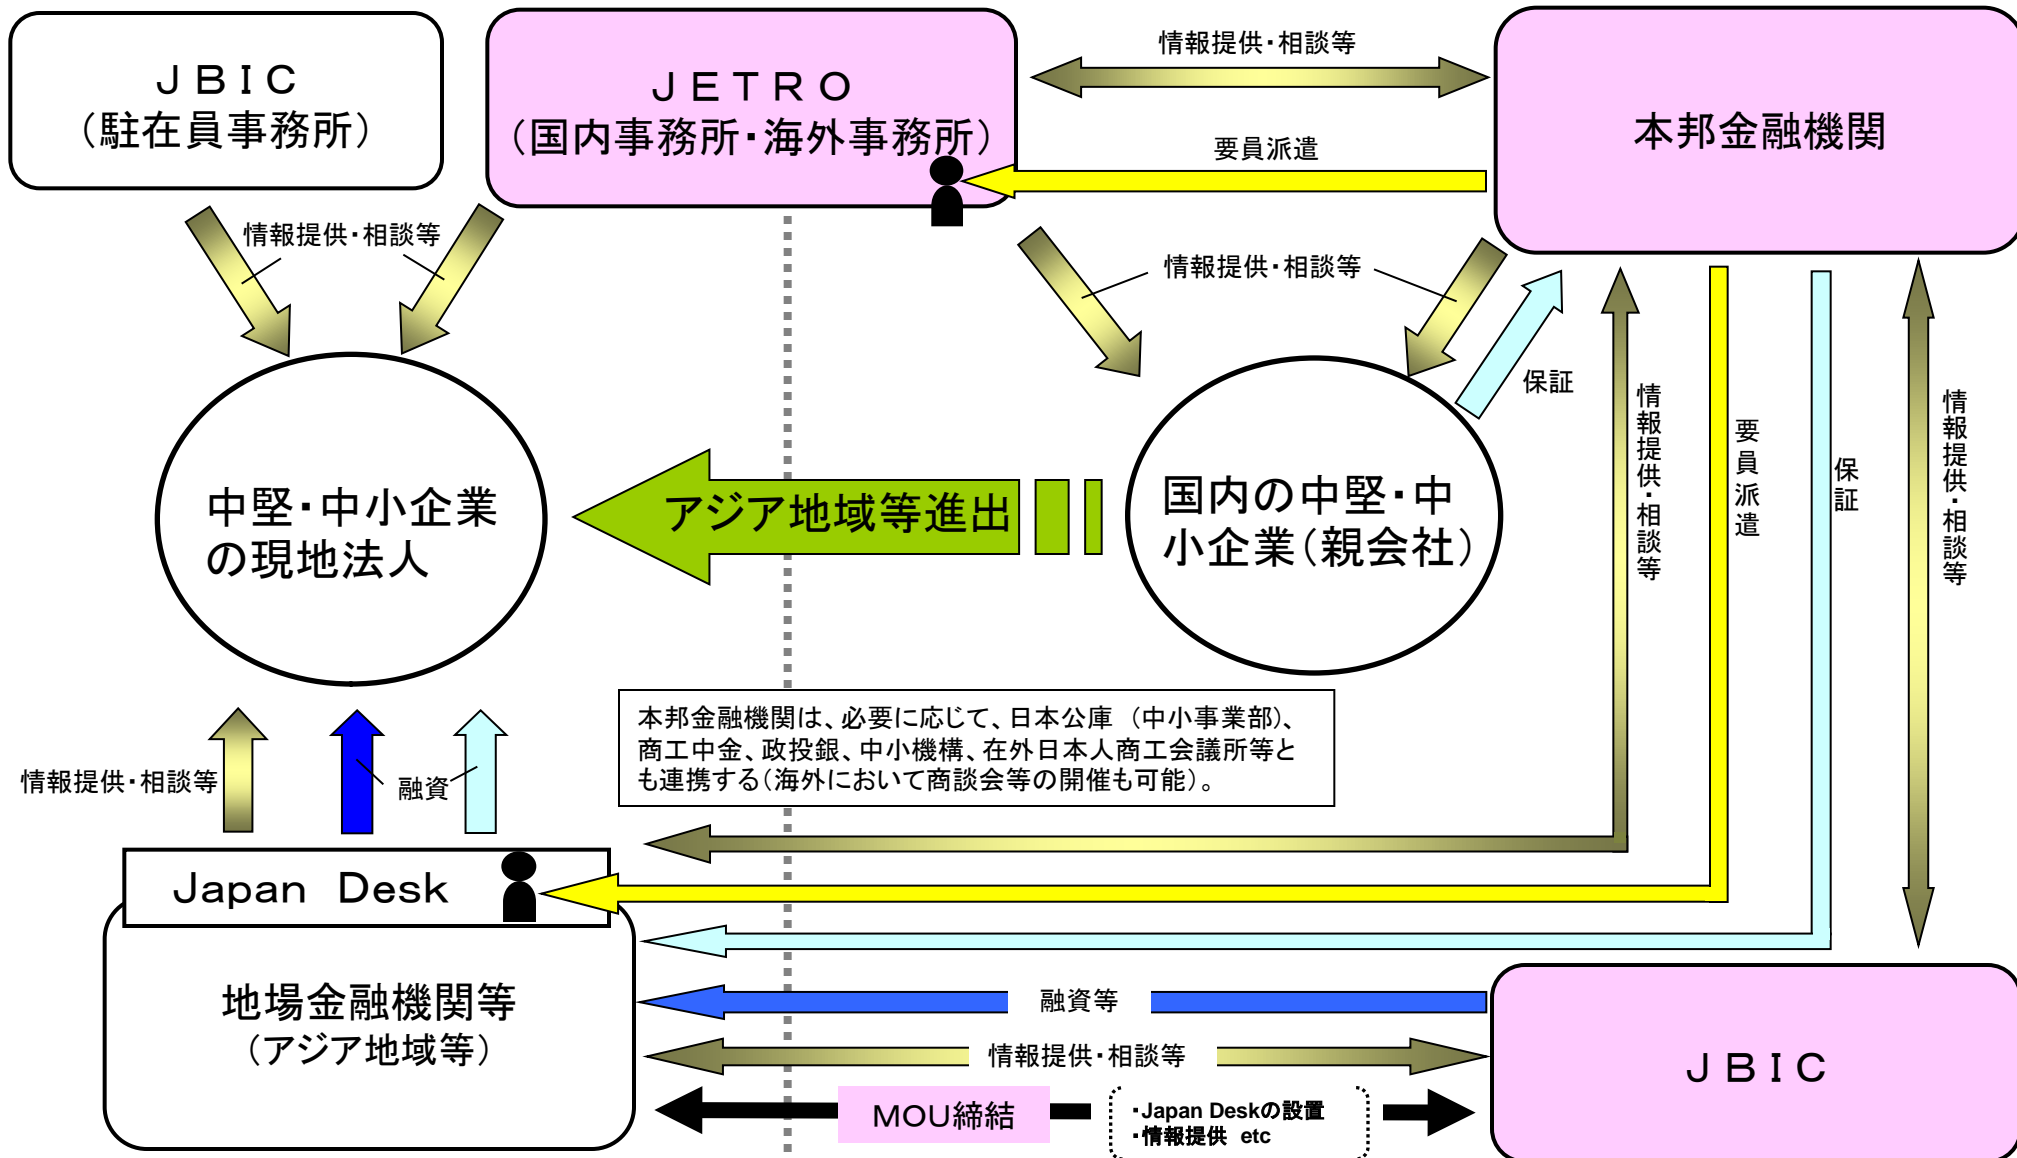 ＪＢＩＣ
（駐在員事務所）
ＪＥＴＲＯ
（国内事務所・海外事務所）
情報提供・相談等
要員派遣
本邦金融機関
情報提供・相談等
情報提供・相談等
保証
情報提供・相談等
要員派遣
保証
情報提供・相談等
中堅・中小企業
の現地法人
アジア地域等進出
国内の中堅・中
小企業（親会社）
本邦金融機関は、必要に応じて、日本公庫　（中小事業部）、
商工中金、政投銀、中小機構、在外日本人商工会議所等と
も連携する（海外において商談会等の開催も可能）。
情報提供・相談等
融資
Japan Desk
地場金融機関等
（アジア地域等）
融資等
情報提供・相談等
ＭＯＵ締結
・Japan Deskの設置
・情報提供 etc
ＪＢＩＣ